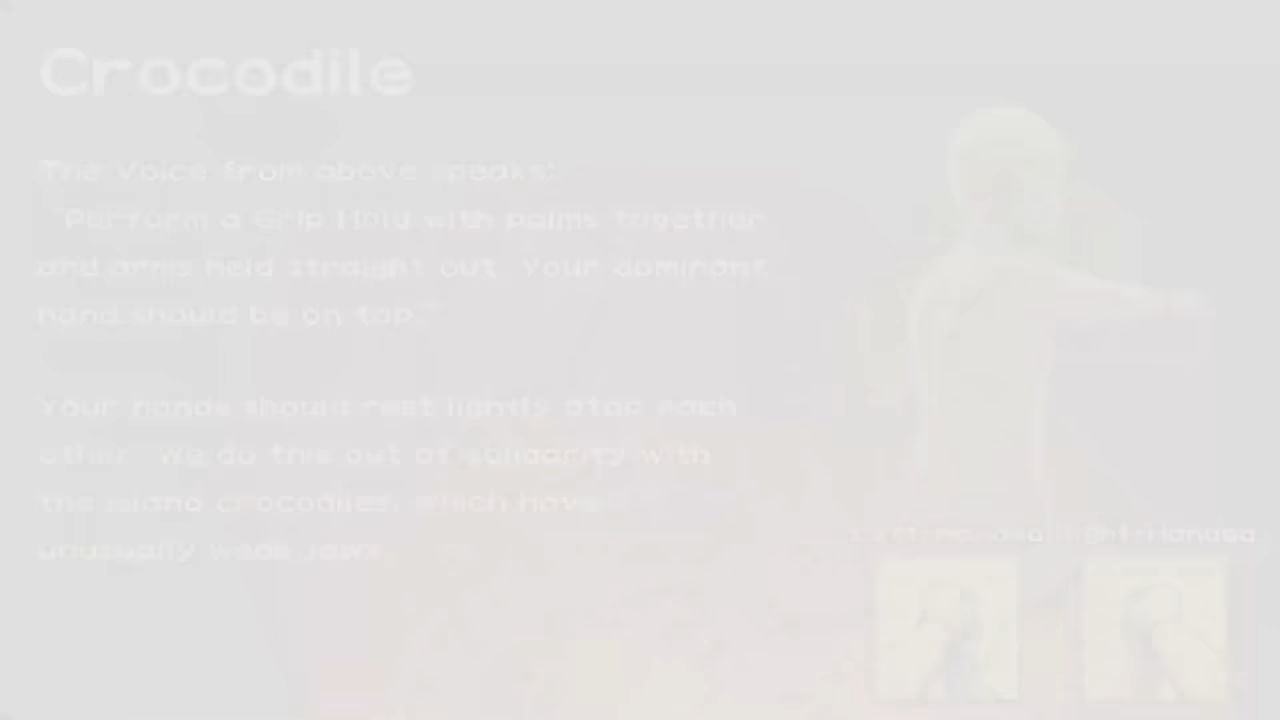 Crocodile
The Voice from above speaks:
"Perform a Grip Hold with palms together
and arms held straight out. Your dominant
hand should be on top."
Your hands should rest lightly atop each
other. We do this out of solidarity with
the island crocodiles, which have
unusually weak jaws.